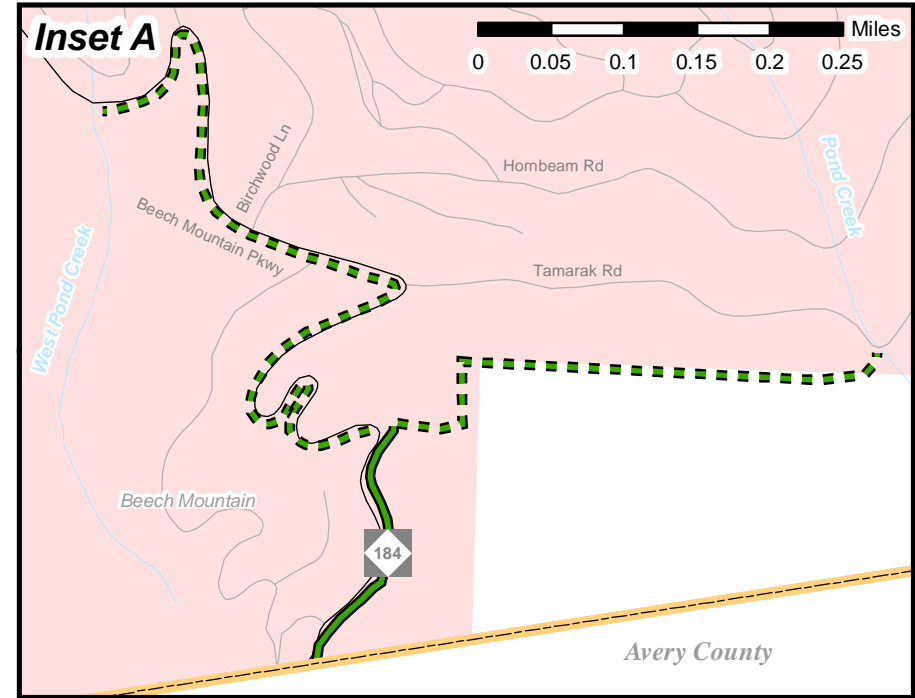 Inset A
Miles
0 0.05 0.1 0.15 0.2 0.25
Birchwood Ln
Hornbeam Rd
Pond Creek
Beech Mountain Pkwy
West Pond Creek
Tamarak Rd
Beech Mountain
184
Avery County